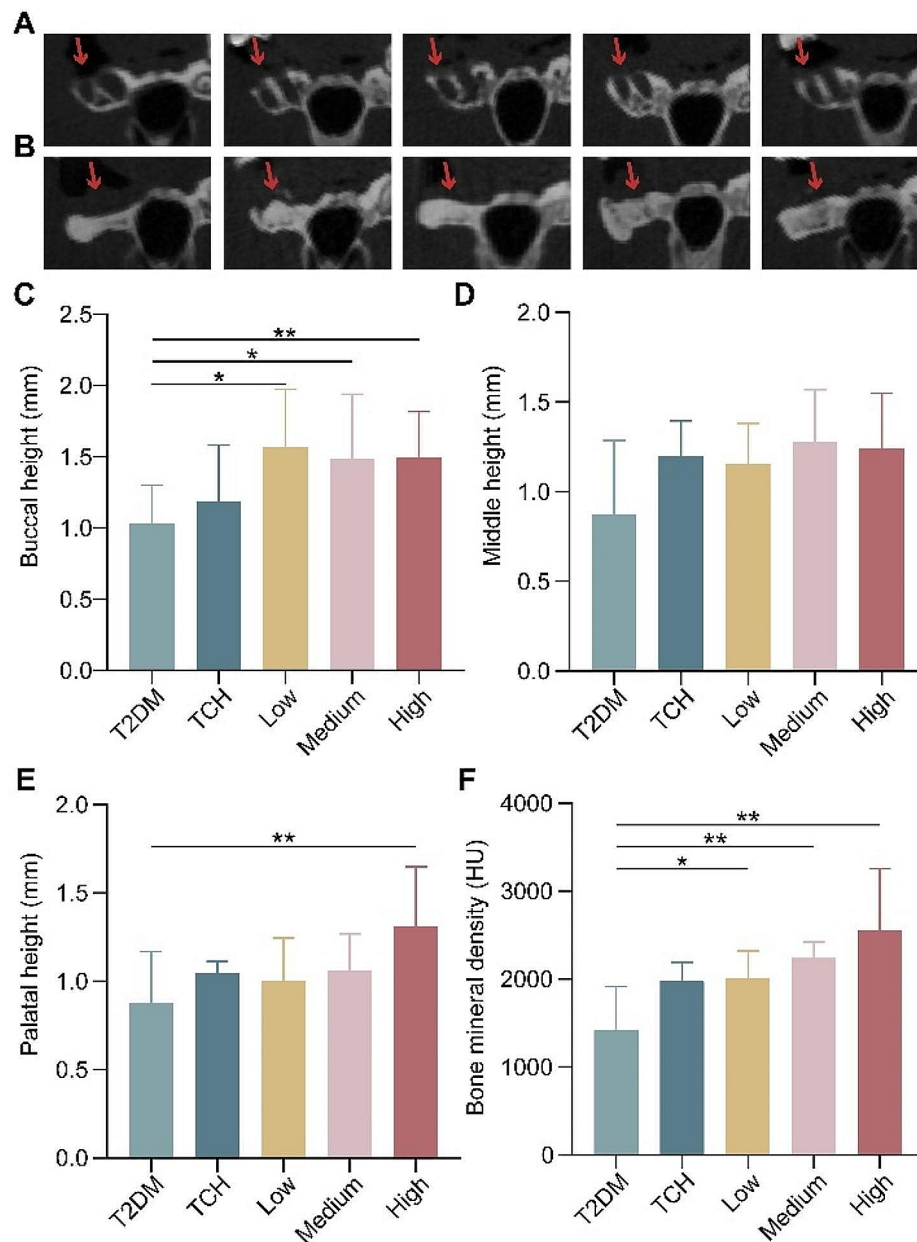 A
B
C
Buccal height (mm)
2.5
2.0
1.5
1.0
0.5
0.0
**
*
*
T2DM
TCH
Low
Medium
High
D
Middle height (mm)
2.0
1.5
1.0
0.5
0.0
T2DM
TCH
Low
Medium
High
E
Palatal height (mm)
2.0
1.5
1.0
0.5
0.0
**
T2DM
TCH
Low
Medium
High
F
Bone mineral density (HU)
4000
3000
2000
1000
0
**
**
*
T2DM
TCH
Low
Medium
High